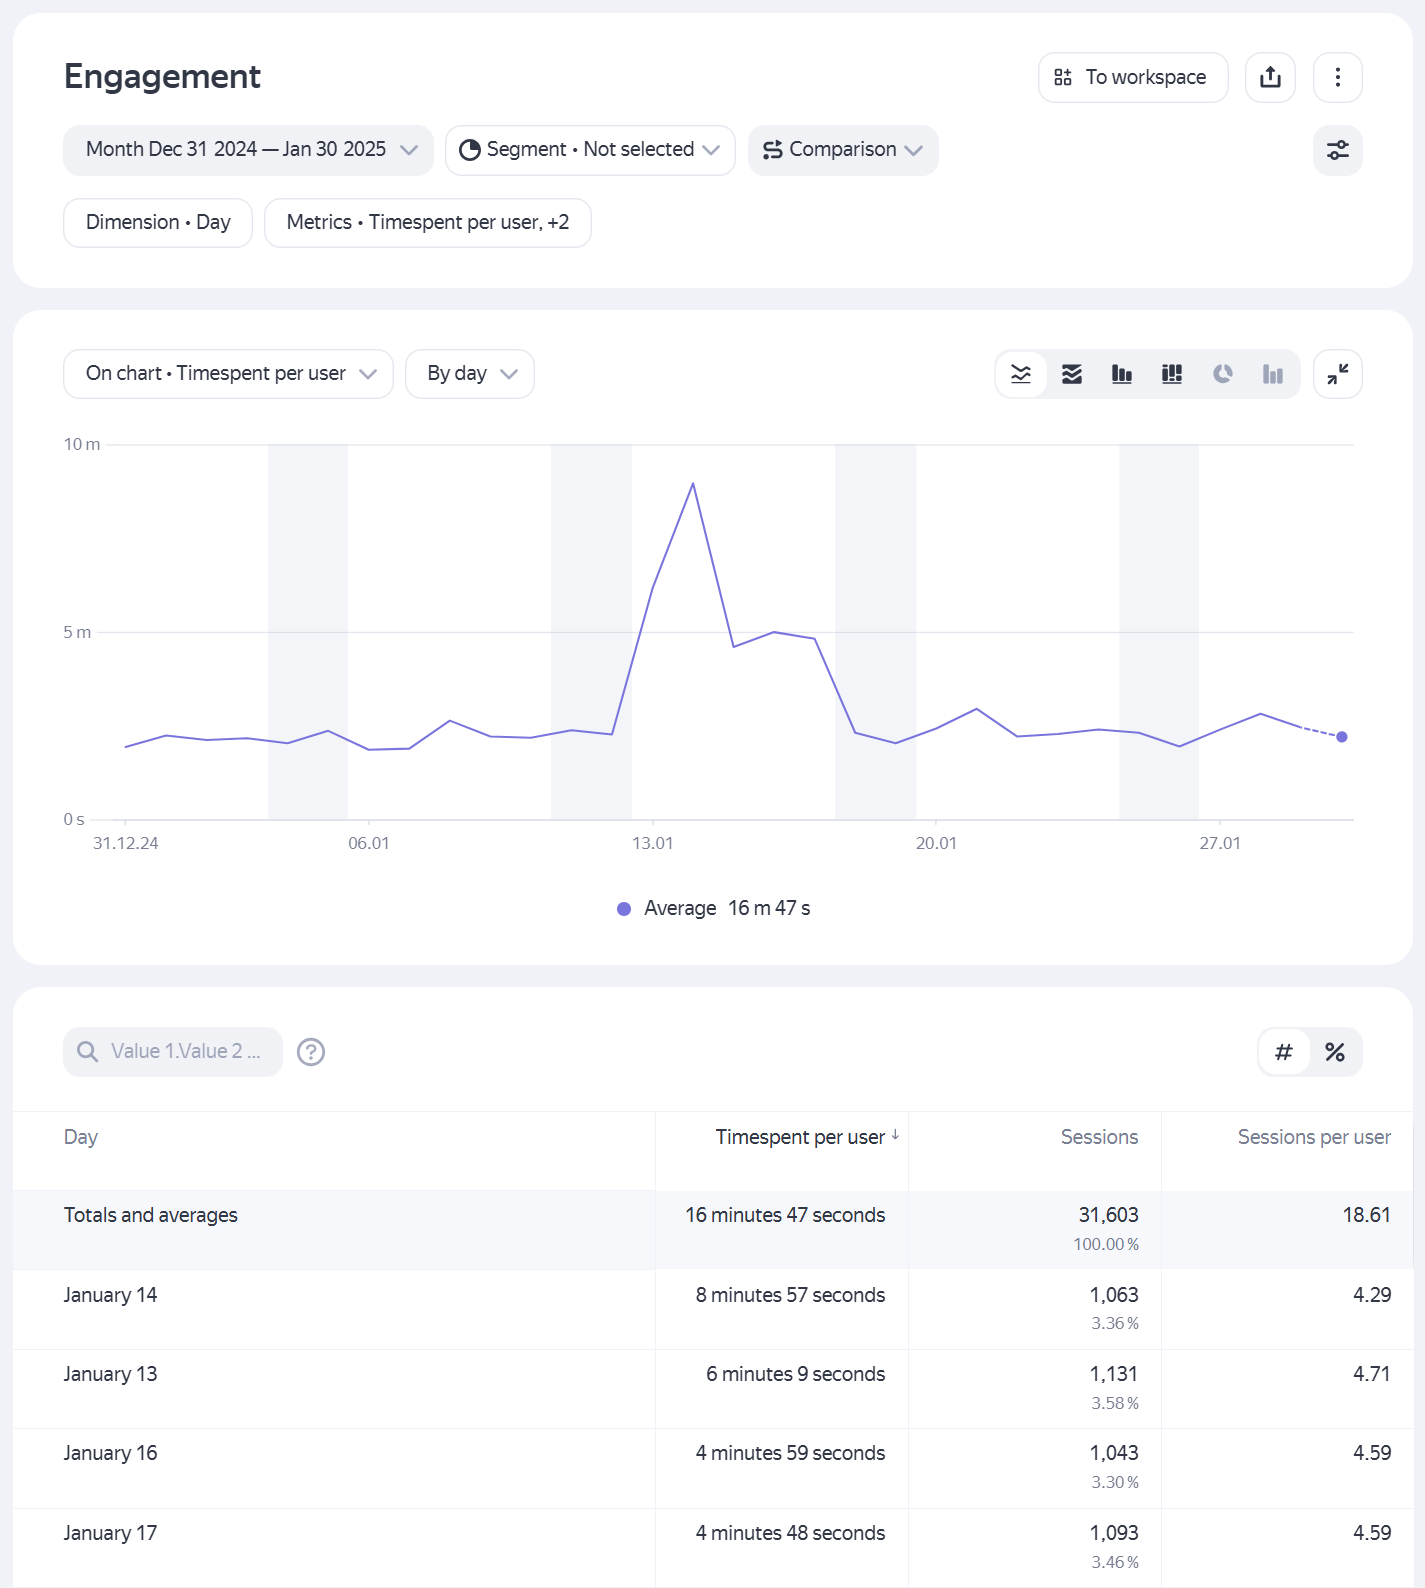 Engagement
To workspace
Month Dec 31 2024 — Jan 30 2025
Segment • Not selected
Comparison
Dimension • Day
Metrics • Timespent per user, +2
On chart • Timespent per user
By day
10 m
5 m
0 s
31.12.24 06.01 13.01 20.01 27.01
Average 16 m 47 s
Value 1.Value 2 ...
# %
Day Timespent per user ↓ Sessions Sessions per user
Totals and averages 16 minutes 47 seconds 31,603 18.61
100.00 %
January 14 8 minutes 57 seconds 1,063 4.29
3.36 %
January 13 6 minutes 9 seconds 1,131 4.71
3.58 %
January 16 4 minutes 59 seconds 1,043 4.59
3.30 %
January 17 4 minutes 48 seconds 1,093 4.59
3.46 %